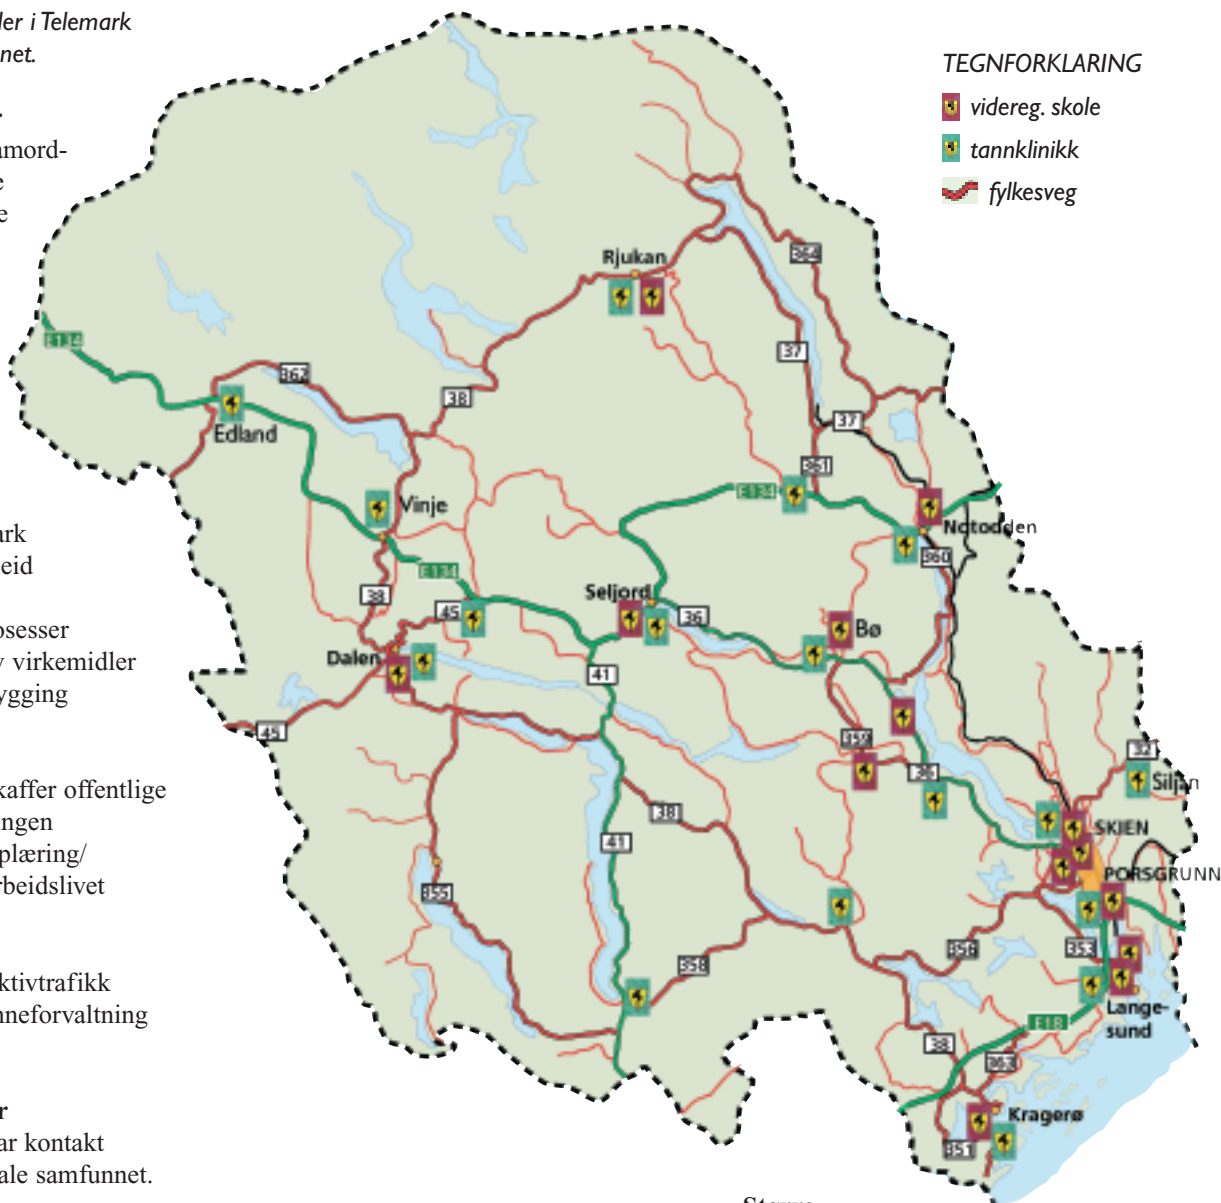 ler i Telemark
net.
amord-
e
e
ark
eid
osesser
v virkemidler
ygging
kaffer offentlige
ingen
plæring/
rbeidslivet
ktivtrafikk
nneforvaltning
r
ar kontakt
ale samfunnet.
TEGNFORKLARING
videreg. skole
tannklinikk
fylkesveg
Rjukan
364
E134
37
362
38
Edland
37
361
E134
Vinje
Notodden
360
E134
38
45
Seljord
36
Bø
Dalen
41
45
359
36
32
Siljan
38
41
SKIEN
PORSGRUNN
355
356
353
358
Lange-
sund
E18
38
363
Kragerø
351